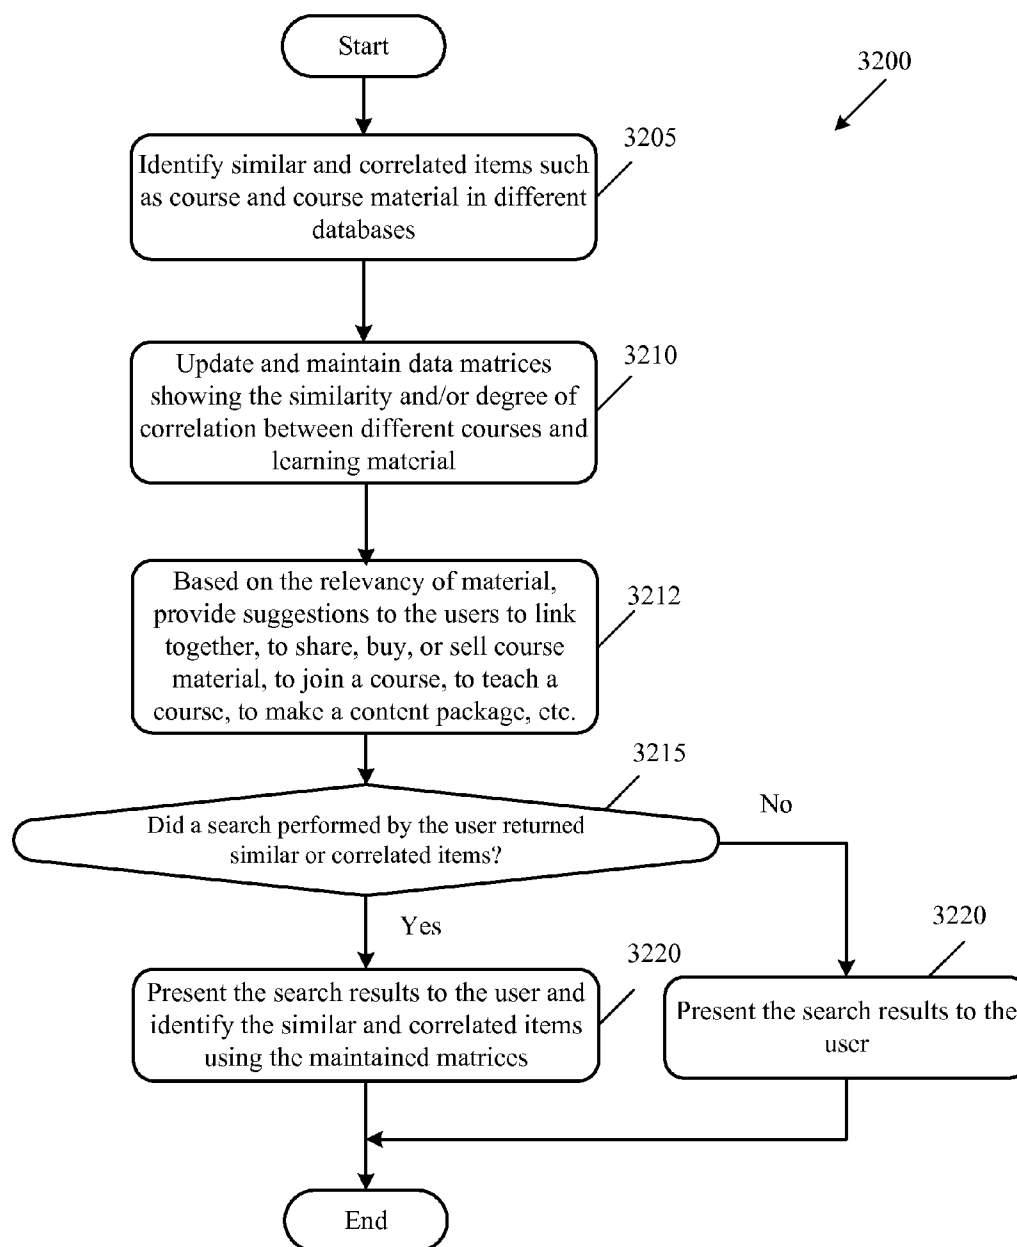 Start
3200
3205
Identify similar and correlated items such
as course and course material in different
databases
3210
Update and maintain data matrices
showing the similarity and/or degree of
correlation between different courses and
learning material
3212
Based on the relevancy of material,
provide suggestions to the users to link
together, to share, buy, or sell course
material, to join a course, to teach a
course, to make a content package, etc.
3215
No
Did a search performed by the user returned
similar or correlated items?
Yes
3220
3220
Present the search results to the user and
identify the similar and correlated items
using the maintained matrices
Present the search results to the
user
End